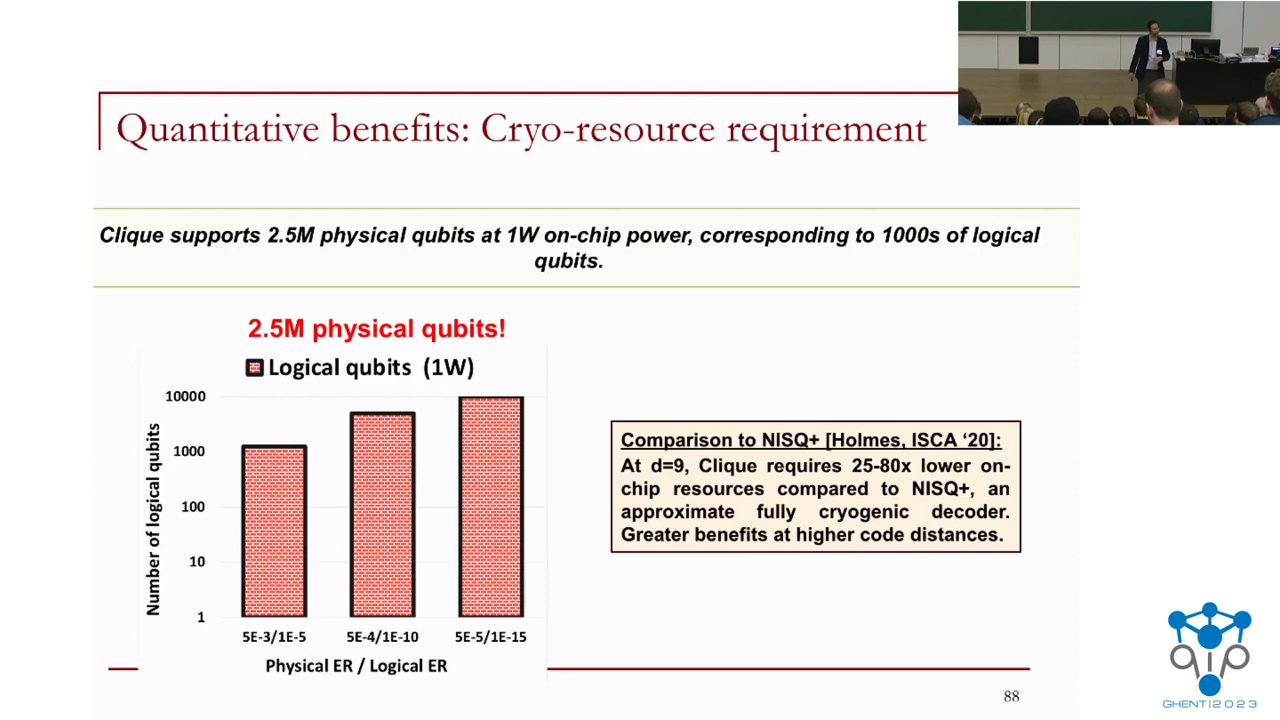 Quantitative benefits: Cryo-resource requirement
Clique supports 2.5M physical qubits at 1W on-chip power, corresponding to 1000s of logical
qubits.
2.5M physical qubits!
Logical qubits (1W)
Number of logical qubits
10000
1000
100
10
1
5E-3/1E-5 5E-4/1E-10 5E-5/1E-15
Physical ER / Logical ER
Comparison to NISQ+ [Holmes, ISCA ‘20]:
At d=9, Clique requires 25-80x lower on-
chip resources compared to NISQ+, an
approximate fully cryogenic decoder.
Greater benefits at higher code distances.
88
qip
GHENT|2023